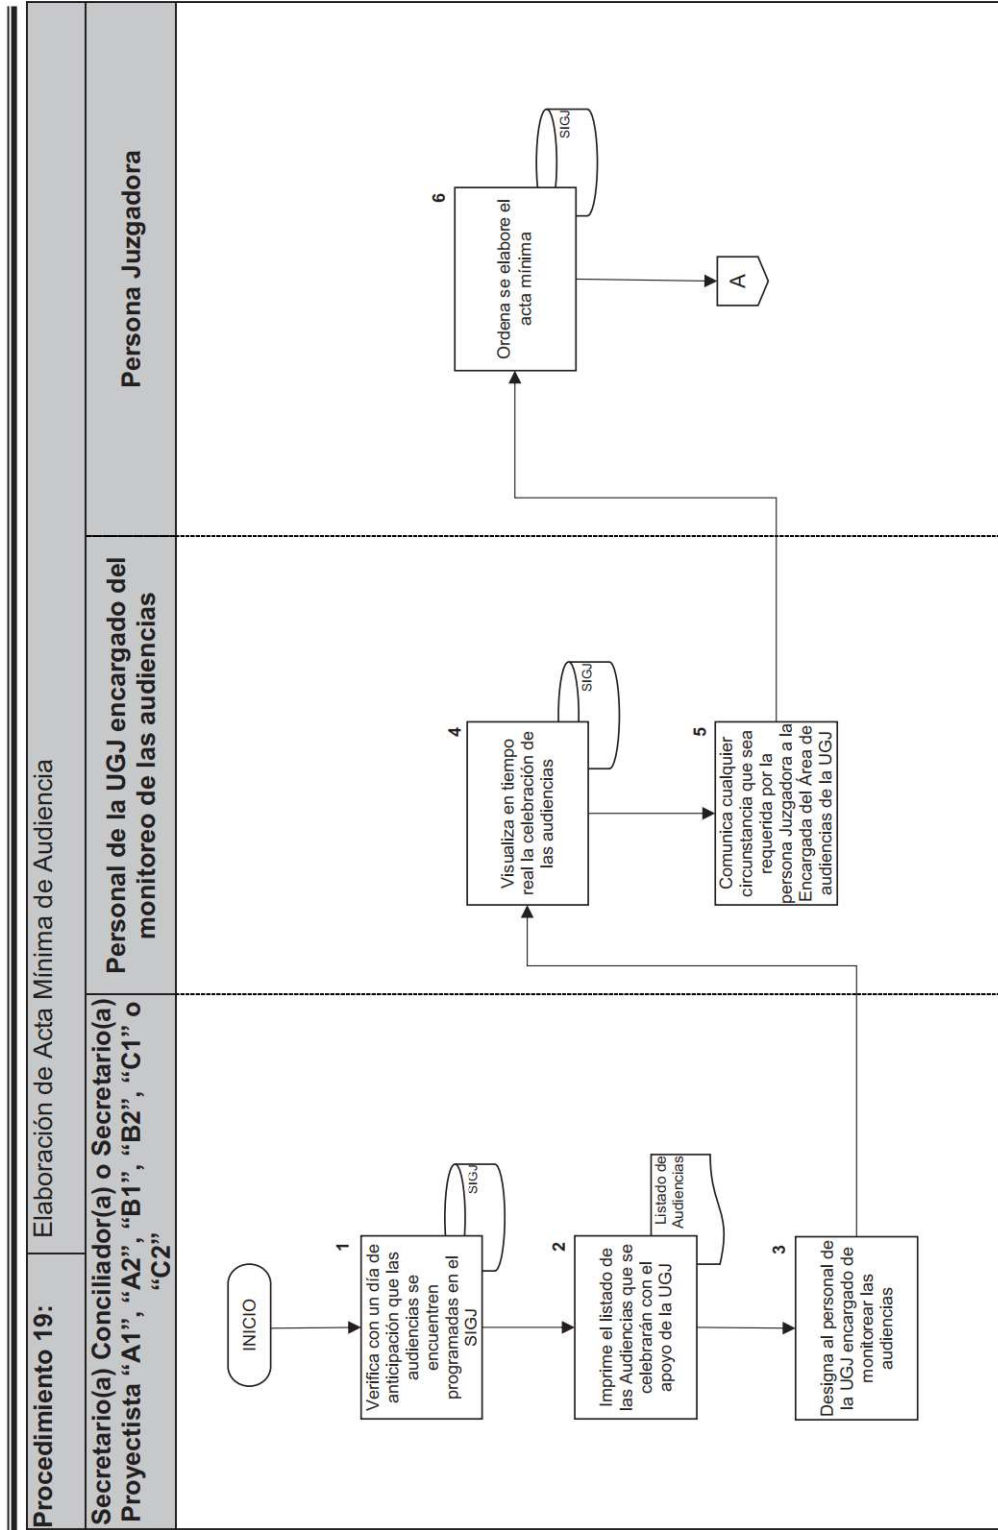 Procedimiento 19:
Elaboración de Acta Mínima de Audiencia
Secretario(a) Conciliador(a) o Secretario(a)
Proyectista “A1”, “A2”, “B1”, “B2”, “C1” o
“C2”
Personal de la UGJ encargado del
monitoreo de las audiencias
Persona Juzgadora
INICIO
1
Verifica con un día de
anticipación que las
audiencias se
encuentren
programadas en el
SIGJ
SIGJ
2
Imprime el listado de
las Audiencias que se
celebrarán con el
apoyo de la UGJ
Listado de
Audiencias
3
Designa al personal de
la UGJ encargado de
monitorear las
audiencias
4
Visualiza en tiempo
real la celebración de
las audiencias
SIGJ
5
Comunica cualquier
circunstancia que sea
requerida por la
persona Juzgadora a la
Encargada del Área de
audiencias de la UGJ
6
Ordena se elabore el
acta mínima
SIGJ
A